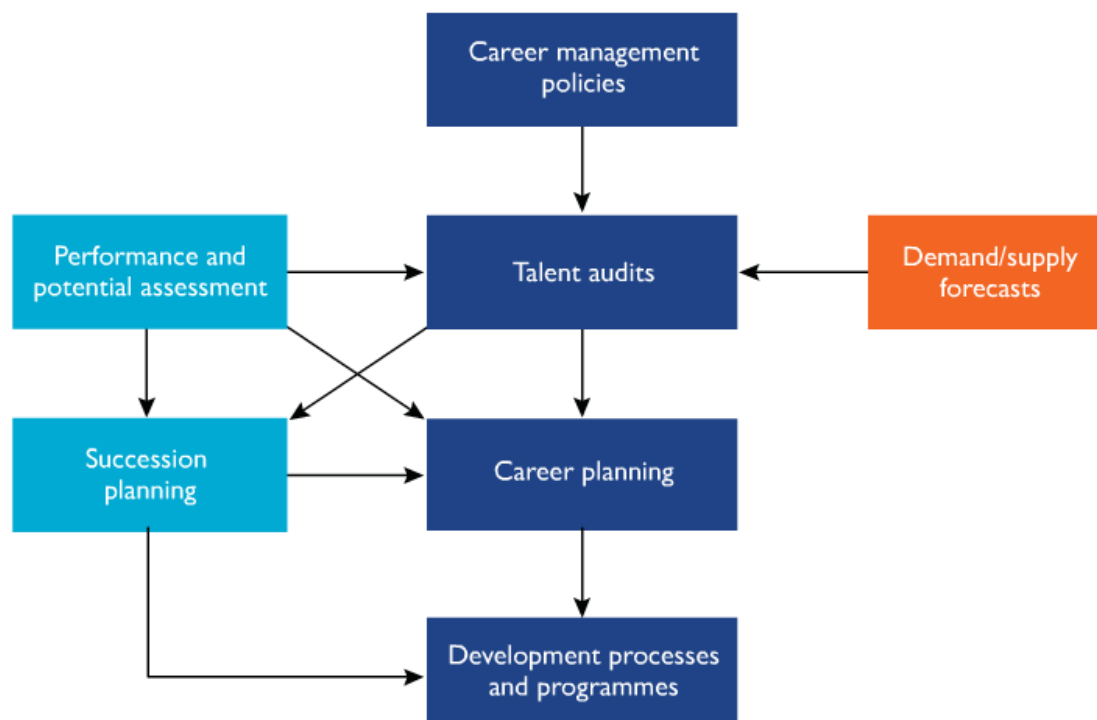 Career management
policies
Performance and
potential assessment
Talent audits
Demand/supply
forecasts
Succession
planning
Career planning
Development processes
and programmes